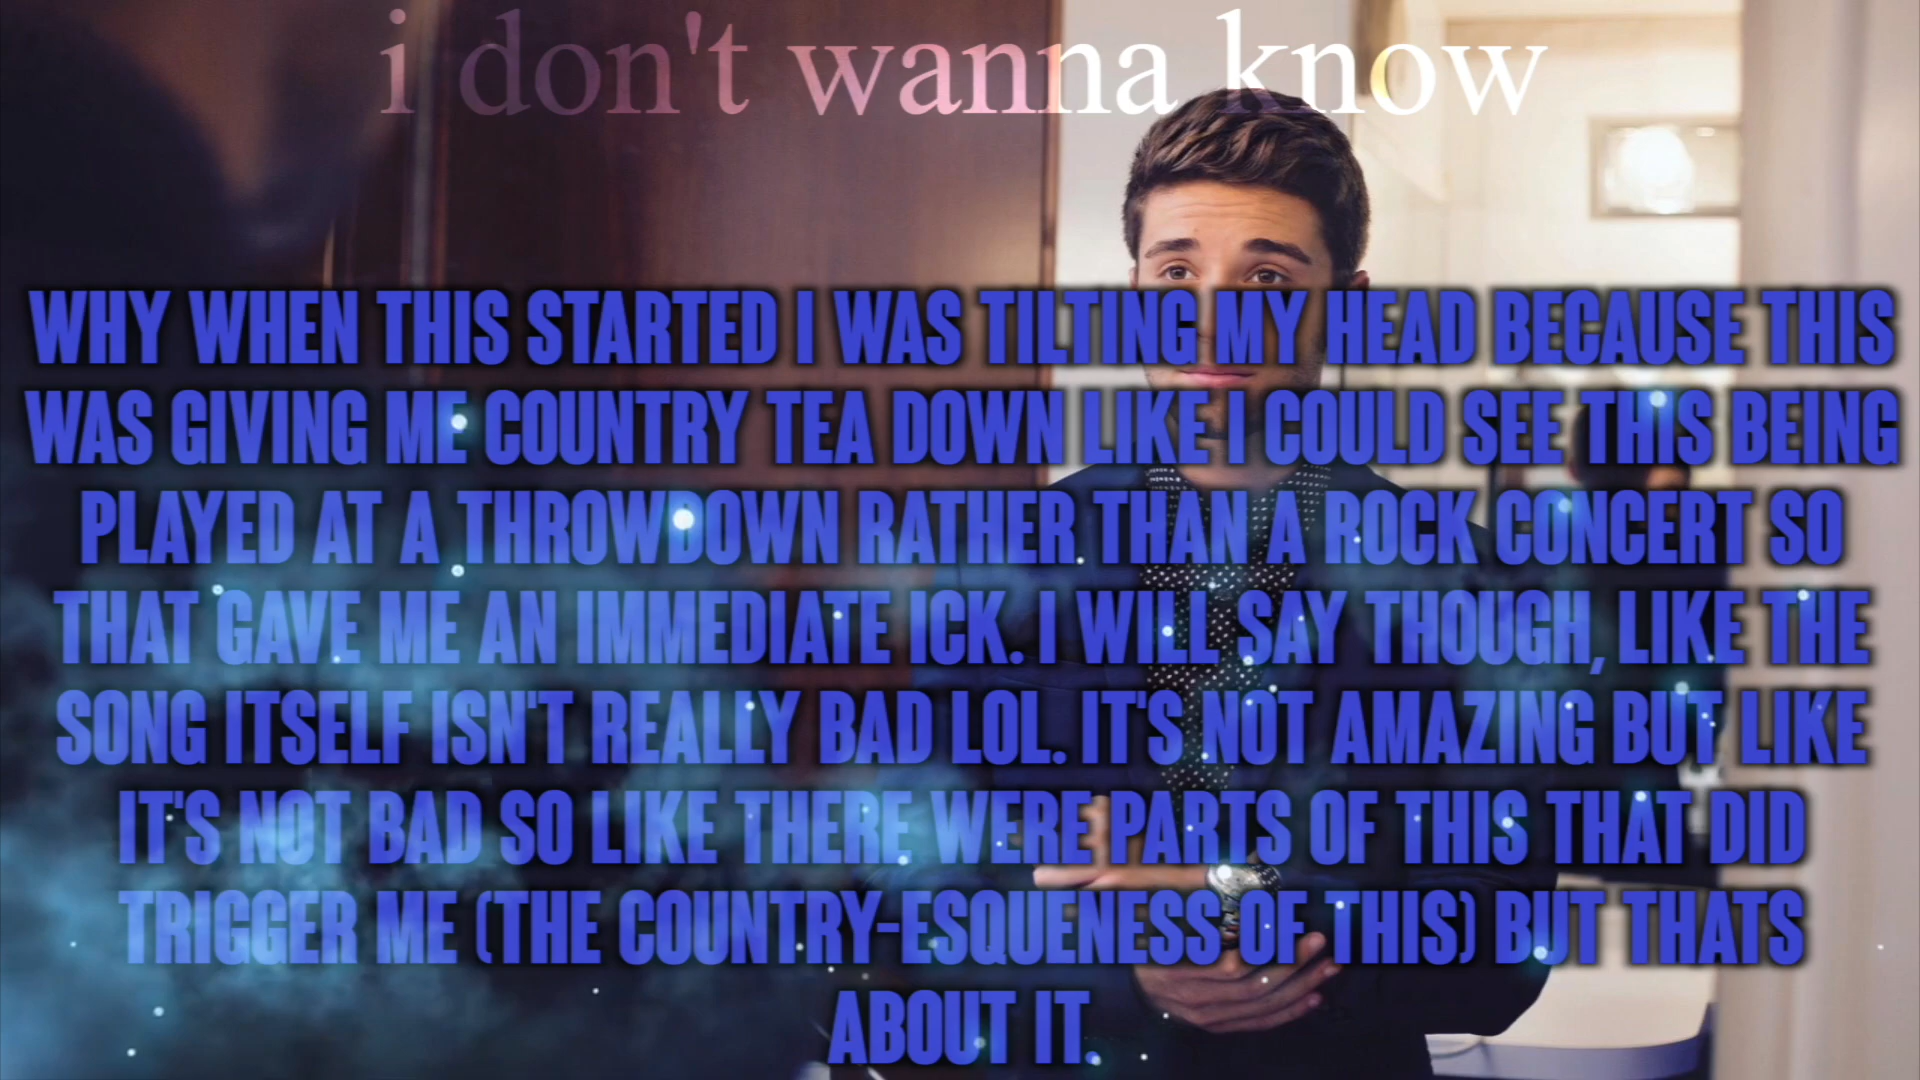 i don't wanna know
WHY WHEN THIS STARTED I WAS TILTING MY HEAD BECAUSE THIS
WAS GIVING ME COUNTRY TEA DOWN LIKE I COULD SEE THIS BEING
PLAYED AT A THROWDOWN RATHER THAN A ROCK CONCERT SO
THAT GAVE ME AN IMMEDIATE ICK. I WILL SAY THOUGH, LIKE THE
SONG ITSELF ISN'T REALLY BAD LOL. IT'S NOT AMAZING BUT LIKE
IT'S NOT BAD SO LIKE THERE WERE PARTS OF THIS THAT DID
TRIGGER ME (THE COUNTRY-ESQUENESS OF THIS) BUT THATS
ABOUT IT.